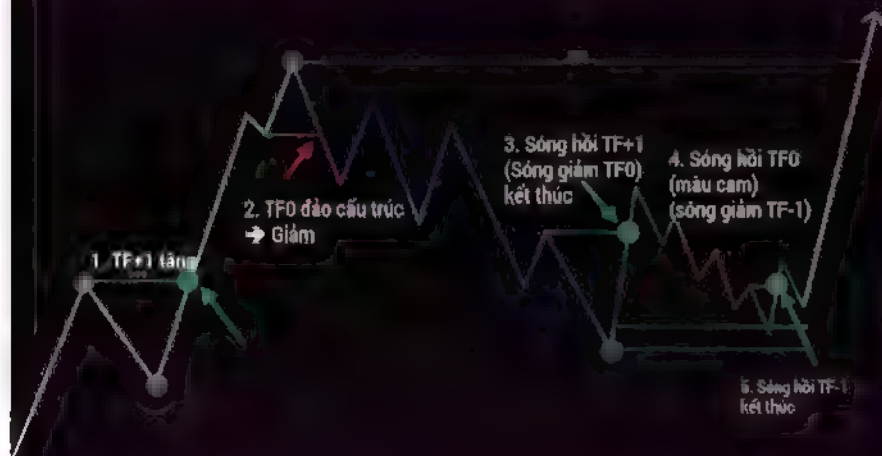 1. TF+1 tăng
2. TF0 đảo cấu trúc
→ Giảm
3. Sóng hồi TF+1
(Sóng giảm TF0)
kết thúc
4. Sóng hồi TF0
(màu cam)
(sóng giảm TF-1)
5. Sóng hồi TF-1
kết thúc